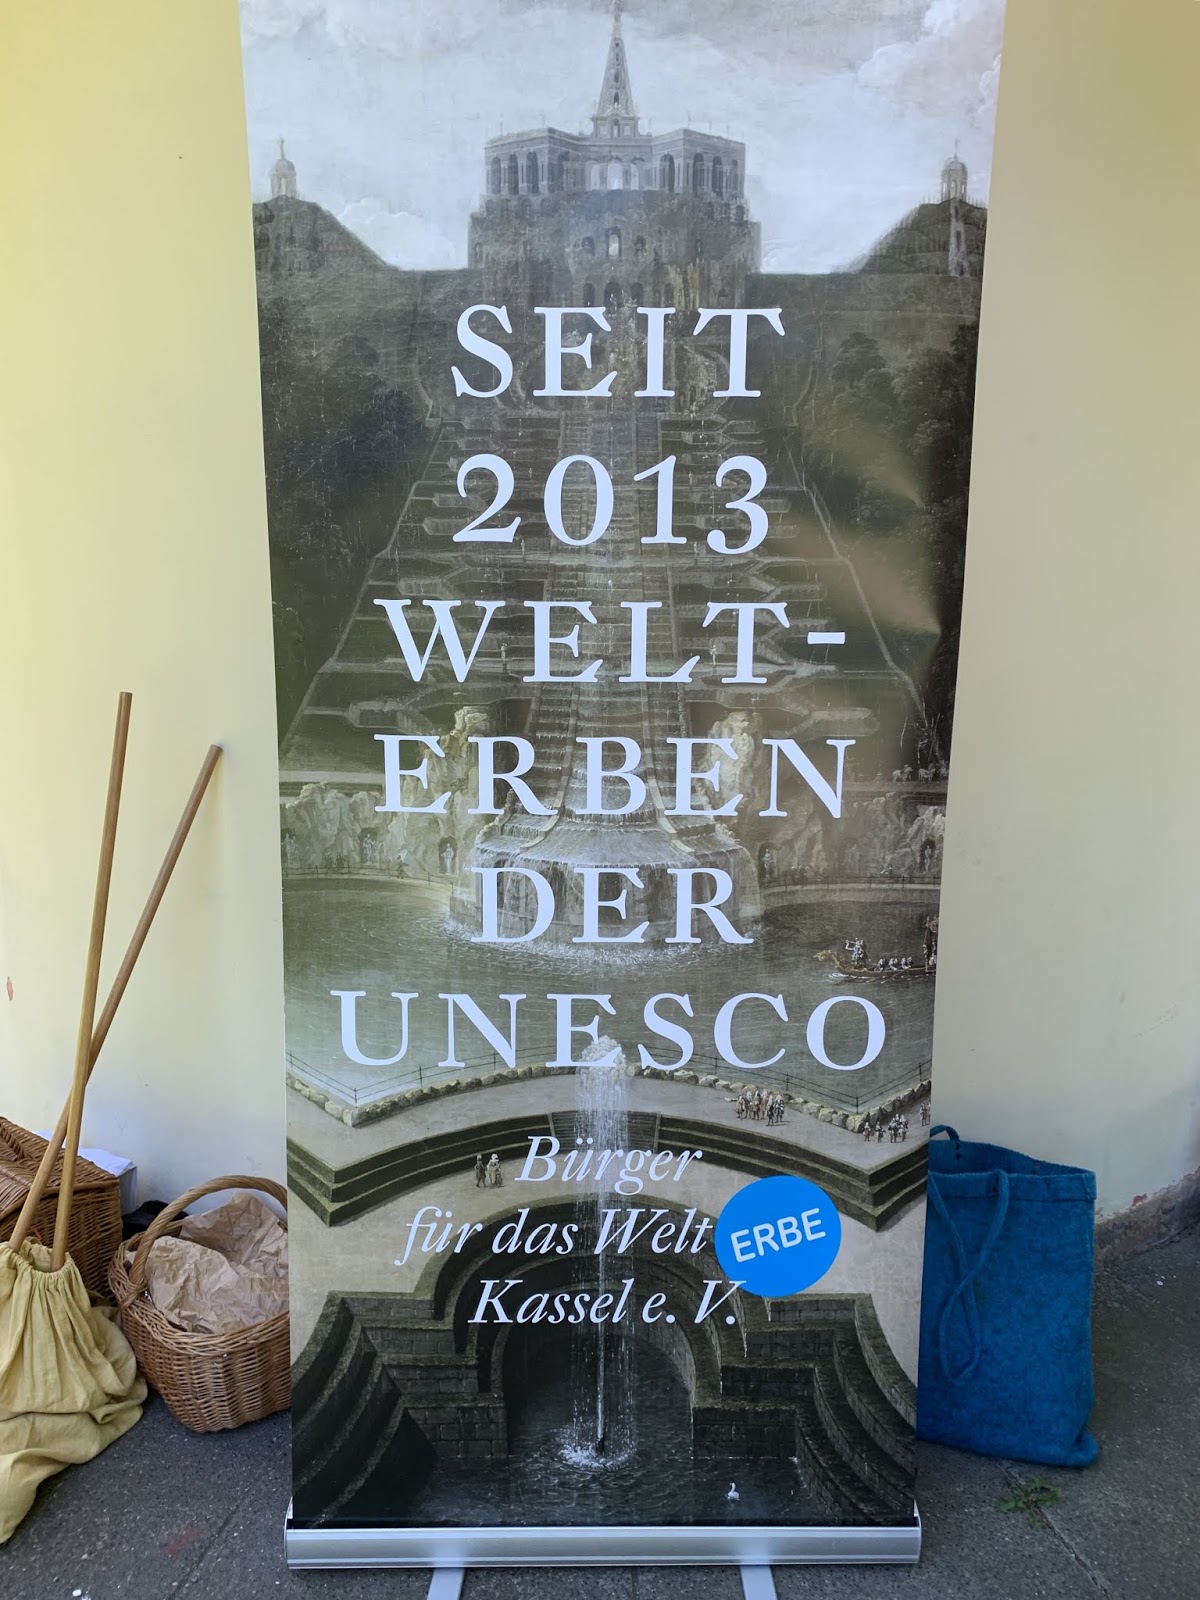 SEIT
2013
WELT-
ERBEN
DER
UNESCO
Bürger
für das Welt ERBE
Kassel e. V.